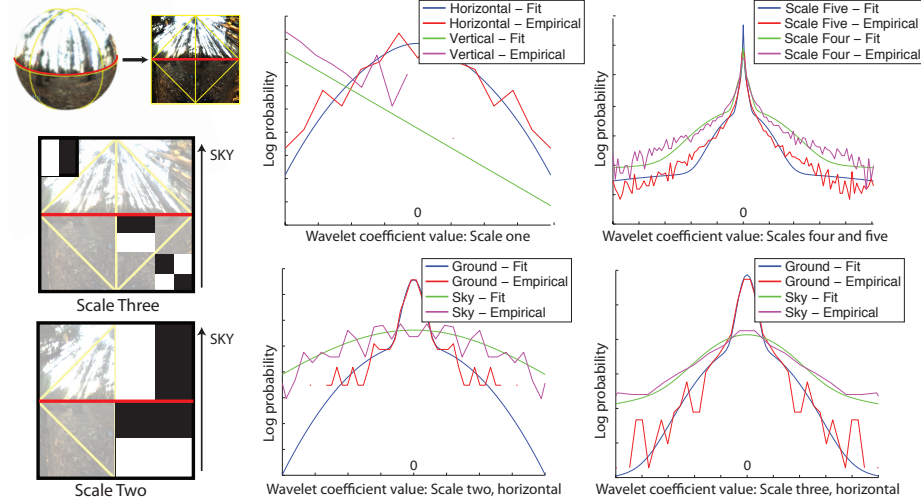 SKY
Scale Three
SKY
Scale Two
Log probability
Horizontal – Fit
Horizontal – Empirical
Vertical – Fit
Vertical – Empirical
0
Wavelet coefficient value: Scale one
Log probability
Scale Five – Fit
Scale Five – Empirical
Scale Four – Fit
Scale Four – Empirical
0
Wavelet coefficient value: Scales four and five
Log probability
Ground – Fit
Ground – Empirical
Sky – Fit
Sky – Empirical
0
Wavelet coefficient value: Scale two, horizontal
Log probability
Ground – Fit
Ground – Empirical
Sky – Fit
Sky – Empirical
0
Wavelet coefficient value: Scale three, horizontal